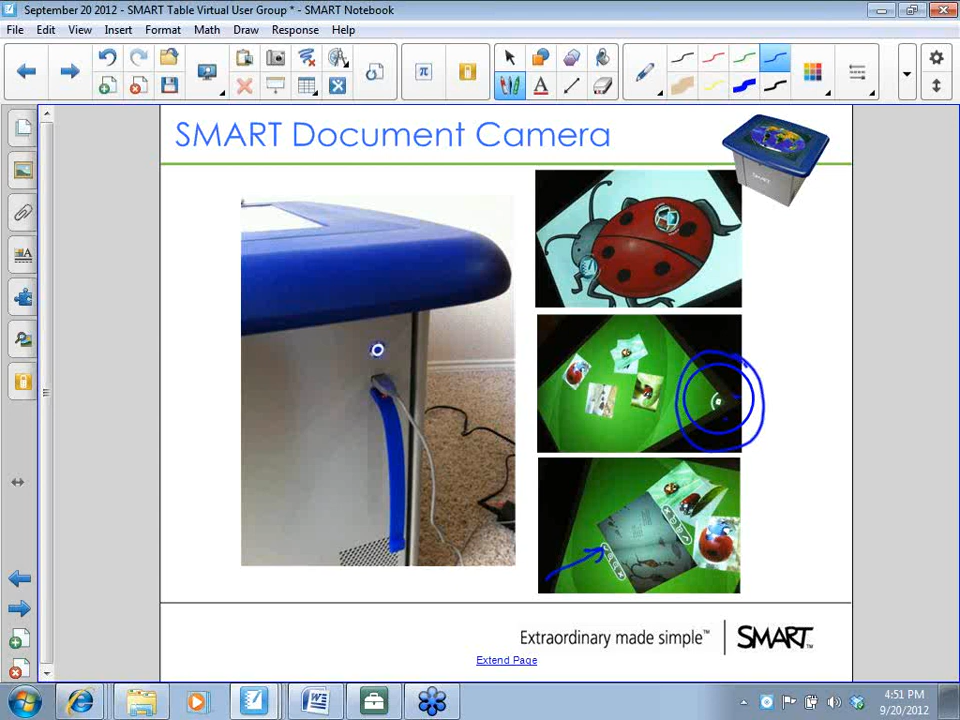 September 20 2012 - SMART Table Virtual User Group * - SMART Notebook
File Edit View Insert Format Math Draw Response Help
SMART Document Camera
SMART
Extraordinary made simple™
SMART™
Extend Page
4:51 PM
9/20/2012